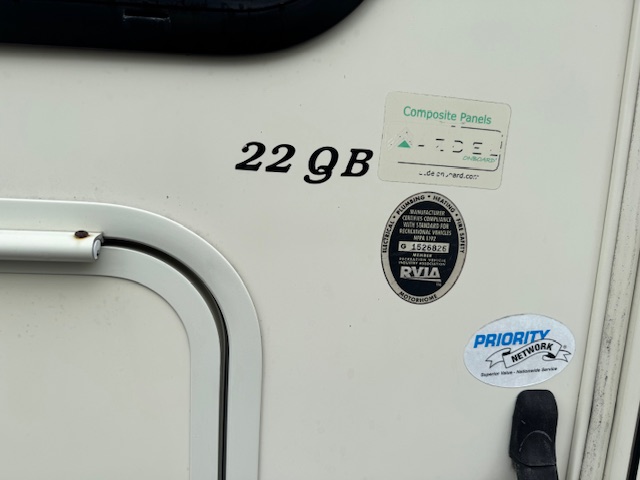 Composite Panels
22 QB
ONBOARD
ELECTRICAL • PLUMBING • HEATING • FIRE SAFETY
MANUFACTURER
CERTIFIES COMPLIANCE
WITH STANDARD FOR
RECREATIONAL VEHICLES
NFPA 1192
G 1526826
MEMBER
RECREATION VEHICLE
INDUSTRY ASSOCIATION
RVIA
MOTORHOME
PRIORITY
NETWORK
Superior Value - Nationwide Service